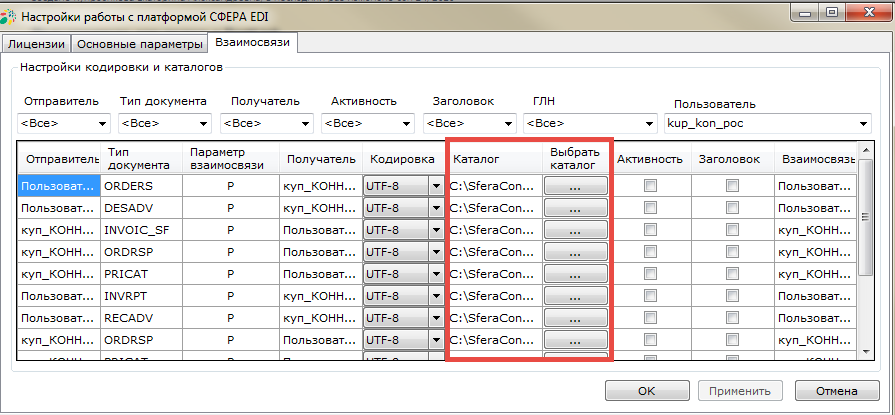 Настройки работы с платформой СФЕРА EDI
Лицензии Основные параметры Взаимосвязи
Настройки кодировки и каталогов
Отправитель Тип документа Получатель Активность Заголовок ГЛН Пользователь
<Все> <Все> <Все> <Все> <Все> <Все> kup_kon_poc
Отправитель Тип документа Параметр взаимосвязи Получатель Кодировка Каталог Выбрать каталог Активность Заголовок Взаимосвязь
Пользоват... ORDERS P куп_КОНН... UTF-8 C:\SferaCon... ... Пользоват...
Пользоват... DESADV P куп_КОНН... UTF-8 C:\SferaCon... ... Пользоват...
куп_КОНН... INVOIC_SF P Пользоват... UTF-8 C:\SferaCon... ... куп_КОНН...
куп_КОНН... ORDRSP P Пользоват... UTF-8 C:\SferaCon... ... куп_КОНН...
куп_КОНН... PRICAT P Пользоват... UTF-8 C:\SferaCon... ... куп_КОНН...
Пользоват... INVRPT P куп_КОНН... UTF-8 C:\SferaCon... ... Пользоват...
Пользоват... RECADV P куп_КОНН... UTF-8 C:\SferaCon... ... Пользоват...
куп_КОНН... ORDRSP P Пользоват... UTF-8 C:\SferaCon... ... куп_КОНН...
OK Применить Отмена